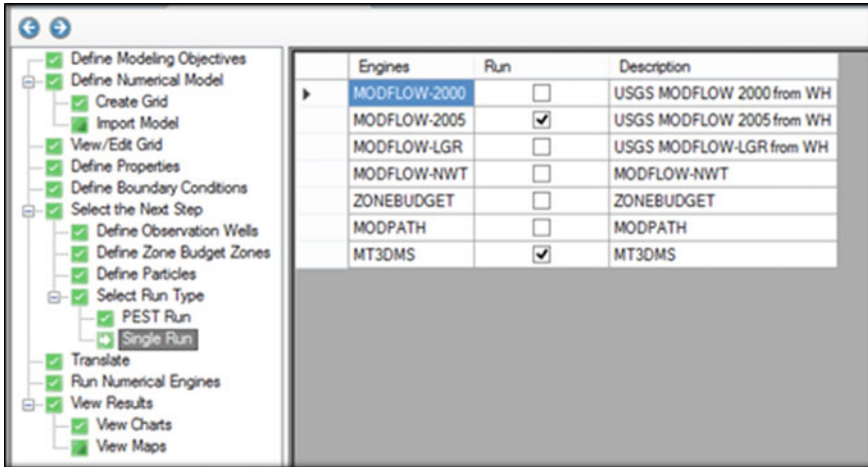 Define Modeling Objectives
Define Numerical Model
Create Grid
Import Model
View/Edit Grid
Define Properties
Define Boundary Conditions
Select the Next Step
Define Observation Wells
Define Zone Budget Zones
Define Particles
Select Run Type
PEST Run
Single Run
Translate
Run Numerical Engines
View Results
View Charts
View Maps
Engines Run Description
MODFLOW-2000 USGS MODFLOW 2000 from WH
MODFLOW-2005 USGS MODFLOW 2005 from WH
MODFLOW-LGR USGS MODFLOW-LGR from WH
MODFLOW-NWT MODFLOW-NWT
ZONEBUDGET ZONEBUDGET
MODPATH MODPATH
MT3DMS MT3DMS